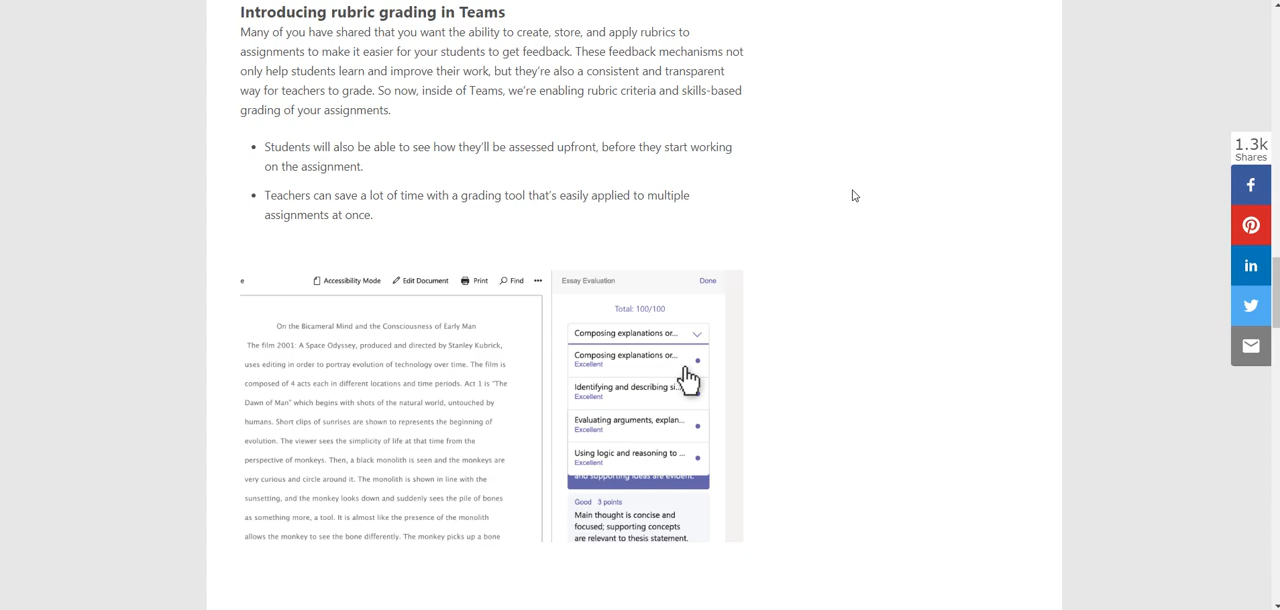 Introducing rubric grading in Teams
Many of you have shared that you want the ability to create, store, and apply rubrics to
assignments to make it easier for your students to get feedback. These feedback mechanisms not
only help students learn and improve their work, but they're also a consistent and transparent
way for teachers to grade. So now, inside of Teams, we're enabling rubric criteria and skills-based
grading of your assignments.
• Students will also be able to see how they'll be assessed upfront, before they start working
on the assignment.
• Teachers can save a lot of time with a grading tool that's easily applied to multiple
assignments at once.
1.3k
Shares
e
Accessibility Mode
Edit Document
Print
Find
•••
On the Bicameral Mind and the Consciousness of Early Man
The film 2001: A Space Odyssey, produced and directed by Stanley Kubrick,
uses editing in order to portray evolution of technology over time. The film is
composed of 4 acts each in different locations and time periods. Act 1 is "The
Dawn of Man" which begins with shots of the natural world, untouched by
humans. Short clips of sunrises are shown to represents the beginning of
evolution. The viewer sees the simplicity of life at that time from the
perspective of monkeys. Then, a black monolith is seen and the monkeys are
very curious and circle around it. The monolith is shown in line with the
sunsetting, and the monkey looks down and suddenly sees the pile of bones
as something more, a tool. It is almost like the presence of the monolith
allows the monkey to see the bone differently. The monkey picks up a bone
Essay Evaluation
Done
Total: 100/100
Composing explanations or...
Composing explanations or...
Excellent
Identifying and describing si...
Excellent
Evaluating arguments, explan...
Excellent
Using logic and reasoning to ...
Excellent
and supporting ideas are evident.
Good 3 points
Main thought is concise and
focused; supporting concepts
are relevant to thesis statement.